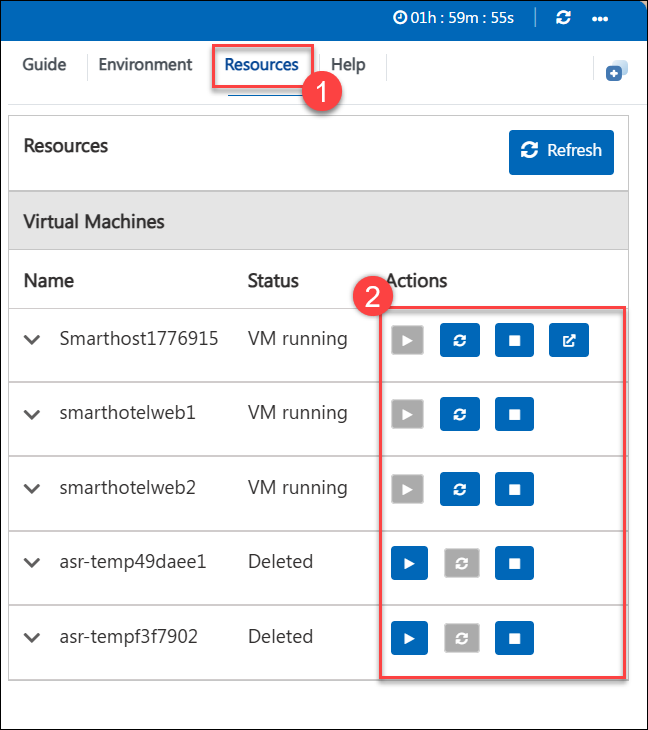 01h : 59m : 55s
Guide Environment Resources Help
1
Resources Refresh
Virtual Machines
Name Status Actions
2
Smarthost1776915 VM running
smarthotelweb1 VM running
smarthotelweb2 VM running
asr-temp49daee1 Deleted
asr-tempf3f7902 Deleted